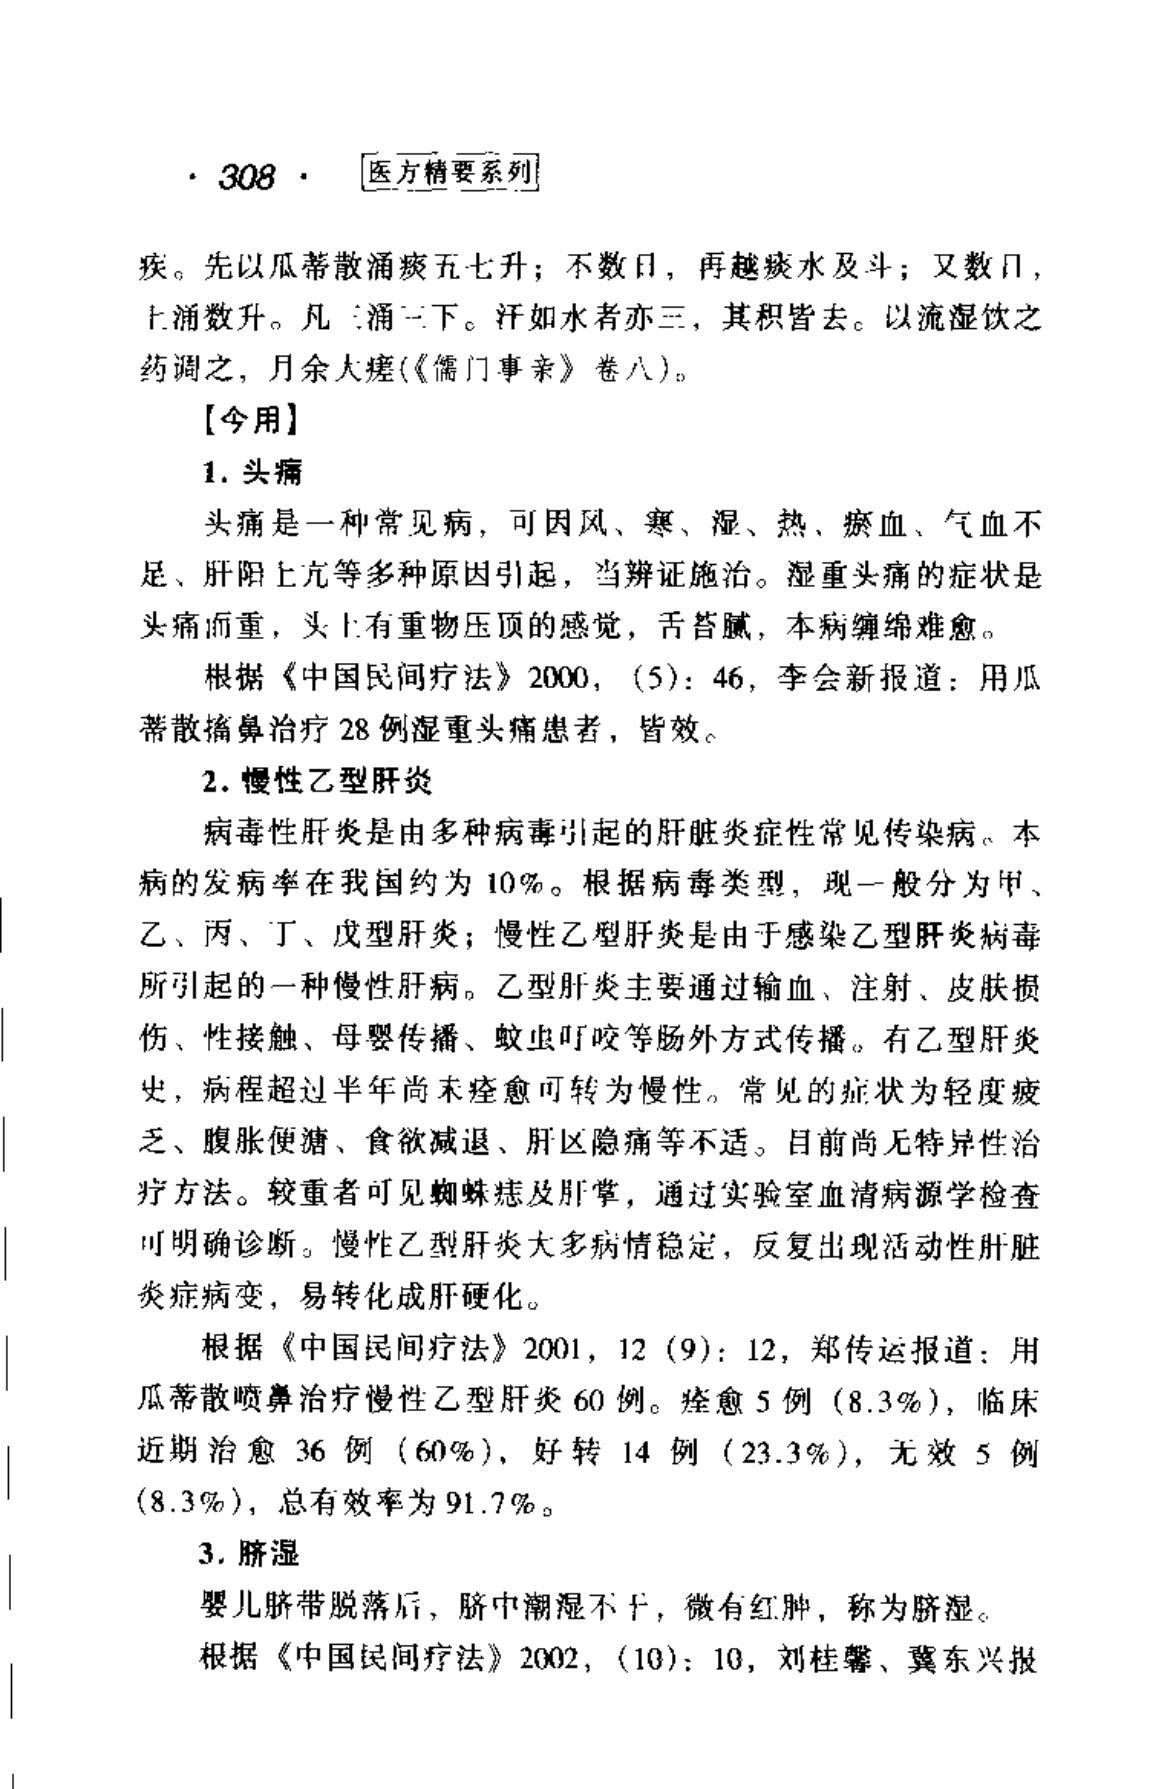 · 308 · 医方精要系列
疾。先以瓜蒂散涌痰五七升；不数日，再越痰水及斗；又数日，
上涌数升。凡三涌三下。汗如水者亦三，其积皆去。以流湿饮之
药调之，月余大瘥(《儒门事亲》卷八)。
【今用】
1. 头痛
头痛是一种常见病，可因风、寒、湿、热、瘀血、气血不
足、肝阳上亢等多种原因引起，当辨证施治。湿重头痛的症状是
头痛而重，头上有重物压顶的感觉，舌苔腻，本病缠绵难愈。
根据《中国民间疗法》2000，(5)：46，李会新报道：用瓜
蒂散搐鼻治疗 28 例湿重头痛患者，皆效。
2. 慢性乙型肝炎
病毒性肝炎是由多种病毒引起的肝脏炎症性常见传染病。本
病的发病率在我国约为 10%。根据病毒类型，现一般分为甲、
乙、丙、丁、戊型肝炎；慢性乙型肝炎是由于感染乙型肝炎病毒
所引起的一种慢性肝病。乙型肝炎主要通过输血、注射、皮肤损
伤、性接触、母婴传播、蚊虫叮咬等肠外方式传播。有乙型肝炎
史，病程超过半年尚未痊愈可转为慢性。常见的症状为轻度疲
乏、腹胀便溏、食欲减退、肝区隐痛等不适。目前尚无特异性治
疗方法。较重者可见蜘蛛痣及肝掌，通过实验室血清病源学检查
可明确诊断。慢性乙型肝炎大多病情稳定，反复出现活动性肝脏
炎症病变，易转化成肝硬化。
根据《中国民间疗法》2001，12 (9)：12，郑传运报道：用
瓜蒂散喷鼻治疗慢性乙型肝炎 60 例。痊愈 5 例 (8.3%)，临床
近期治愈 36 例 (60%)，好转 14 例 (23.3%)，无效 5 例
(8.3%)，总有效率为 91.7%。
3. 脐湿
婴儿脐带脱落后，脐中潮湿不干，微有红肿，称为脐湿。
根据《中国民间疗法》2002，(10)：10，刘桂馨、冀东兴报